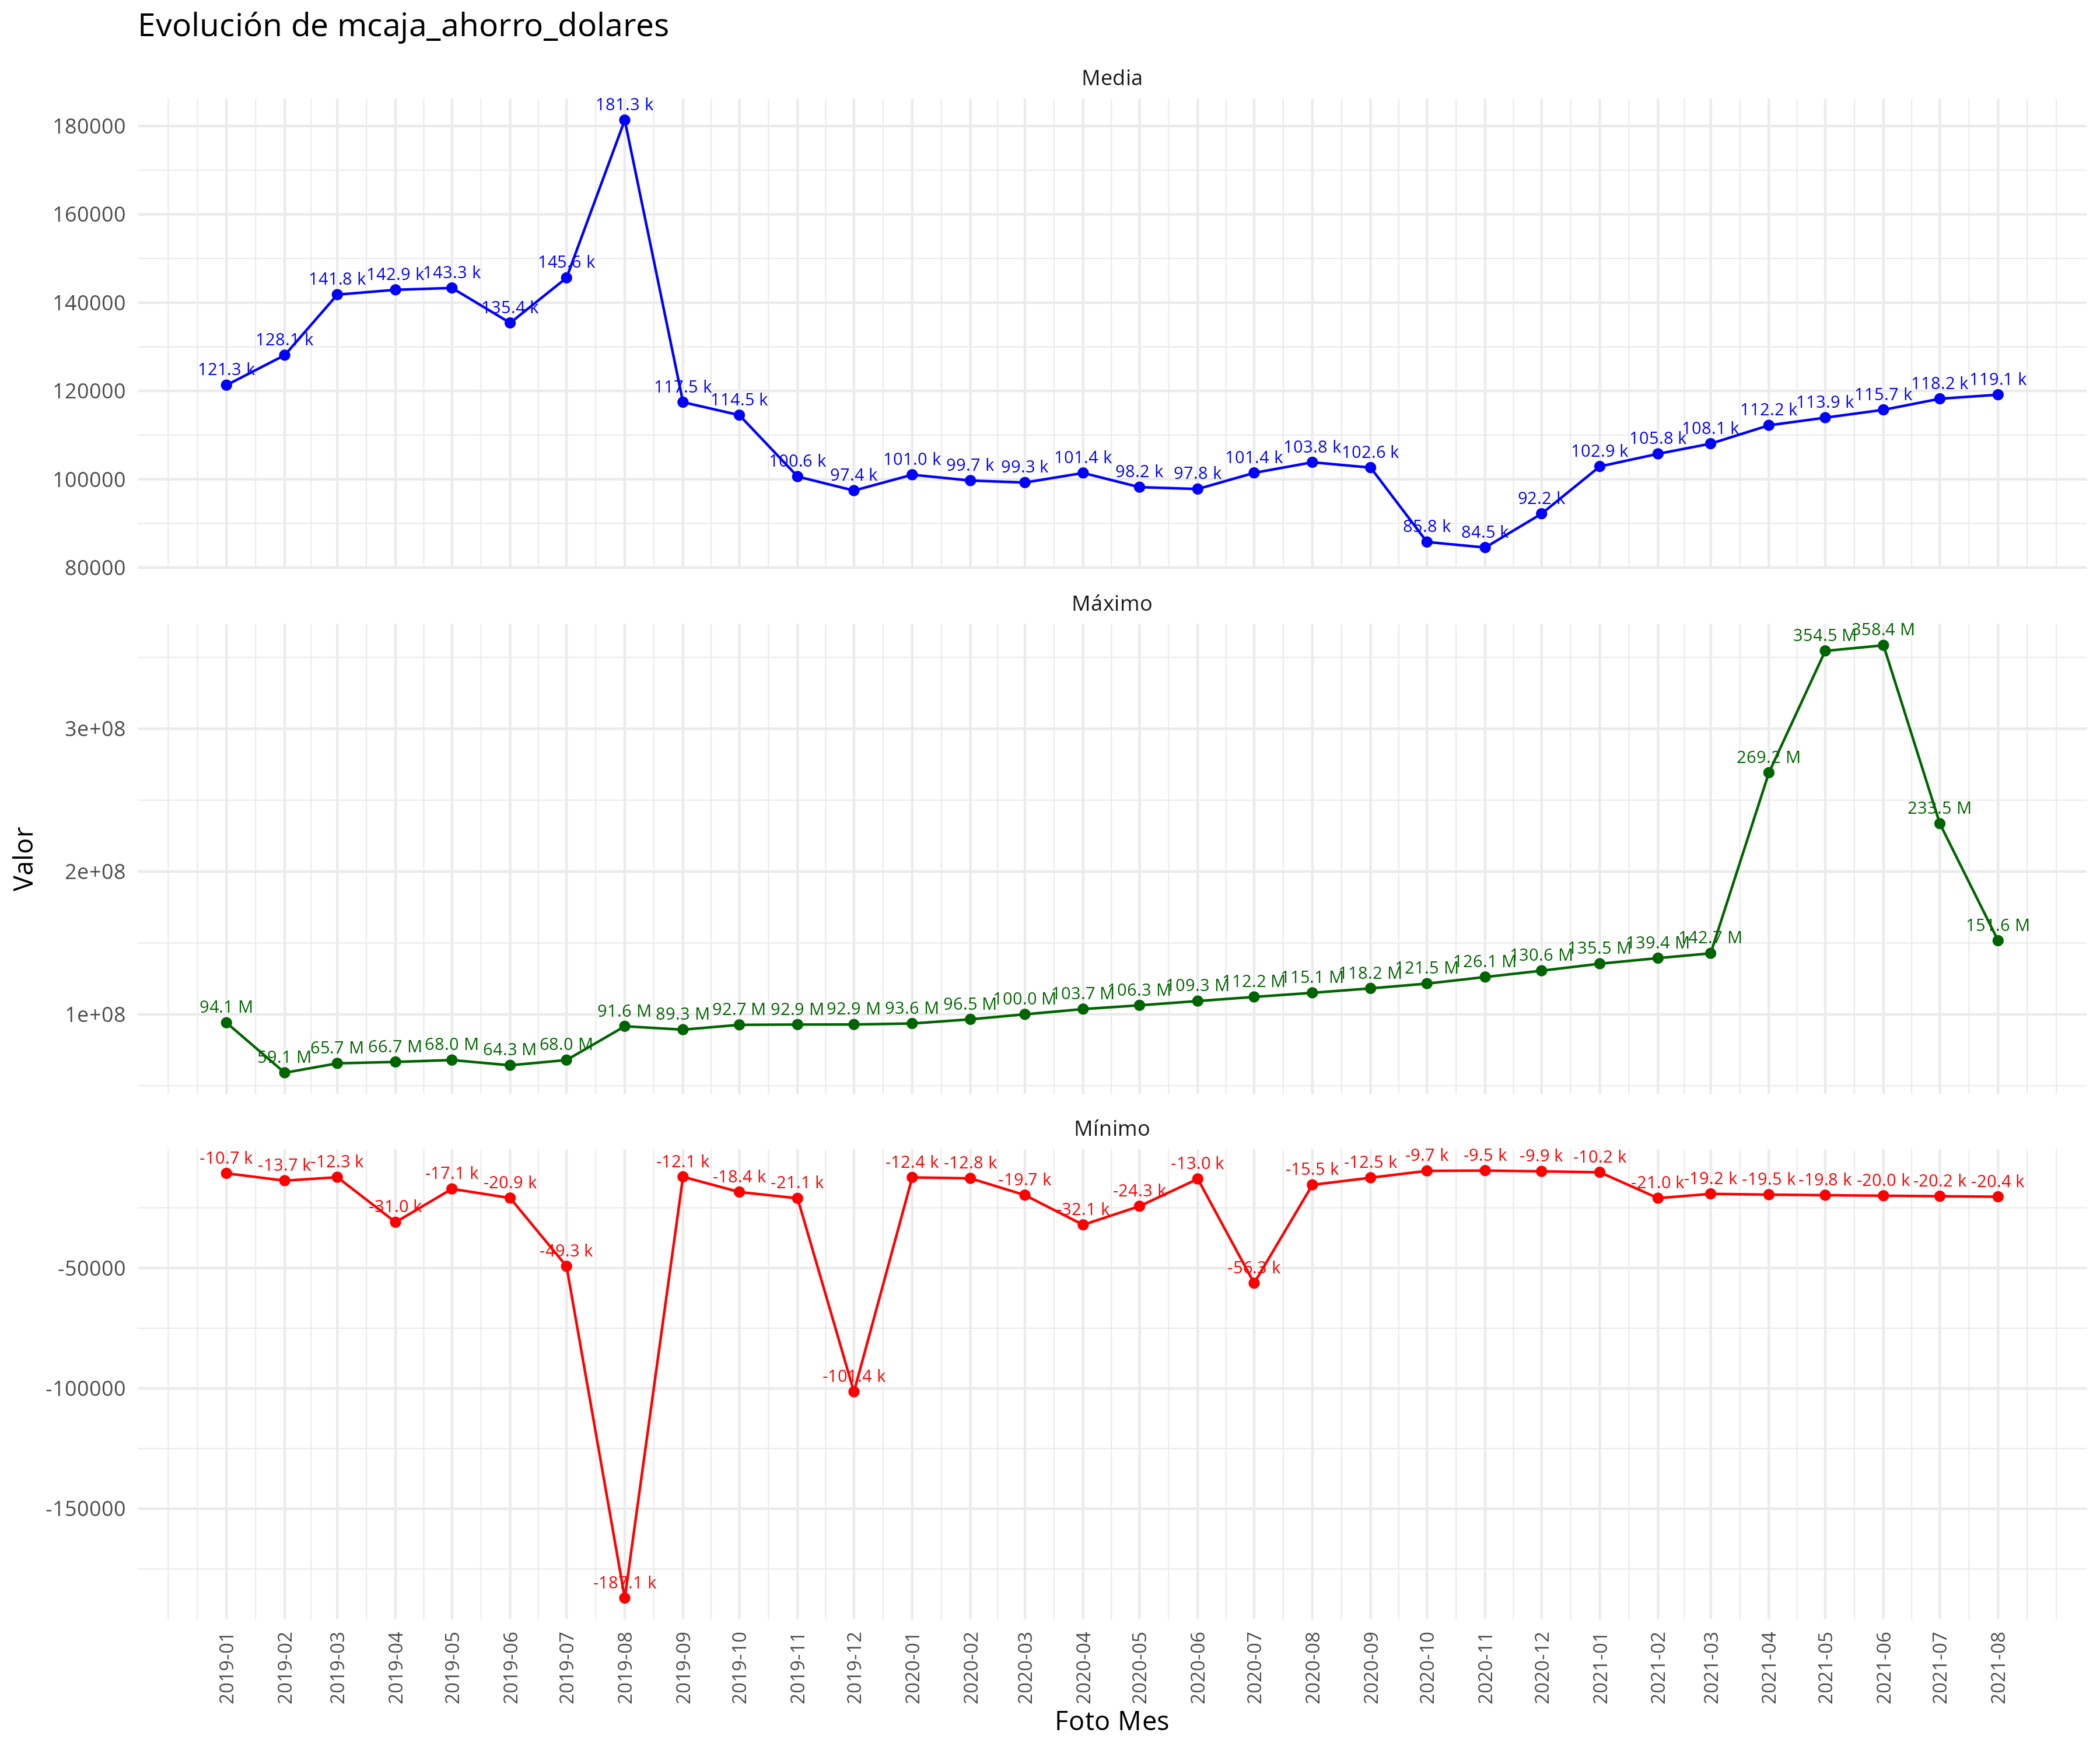 Evolución de mcaja_ahorro_dolares
Media
180000
160000
140000
120000
100000
80000
121.3 k
128.1 k
141.8 k
142.9 k
143.3 k
135.4 k
145.6 k
181.3 k
117.5 k
114.5 k
100.6 k
97.4 k
101.0 k
99.7 k
99.3 k
101.4 k
98.2 k
97.8 k
101.4 k
103.8 k
102.6 k
85.8 k
84.5 k
92.2 k
102.9 k
105.8 k
108.1 k
112.2 k
113.9 k
115.7 k
118.2 k
119.1 k
Máximo
3e+08
2e+08
1e+08
94.1 M
59.1 M
65.7 M
66.7 M
68.0 M
64.3 M
68.0 M
91.6 M
89.3 M
92.7 M
92.9 M
92.9 M
93.6 M
96.5 M
100.0 M
103.7 M
106.3 M
109.3 M
112.2 M
115.1 M
118.2 M
121.5 M
126.1 M
130.6 M
135.5 M
139.4 M
142.7 M
269.2 M
354.5 M
358.4 M
233.5 M
151.6 M
Mínimo
-50000
-100000
-150000
-10.7 k
-13.7 k
-12.3 k
-31.0 k
-17.1 k
-20.9 k
-49.3 k
-187.1 k
-12.1 k
-18.4 k
-21.1 k
-101.4 k
-12.4 k
-12.8 k
-19.7 k
-32.1 k
-24.3 k
-13.0 k
-56.3 k
-15.5 k
-12.5 k
-9.7 k
-9.5 k
-9.9 k
-10.2 k
-21.0 k
-19.2 k
-19.5 k
-19.8 k
-20.0 k
-20.2 k
-20.4 k
Valor
2019-01
2019-02
2019-03
2019-04
2019-05
2019-06
2019-07
2019-08
2019-09
2019-10
2019-11
2019-12
2020-01
2020-02
2020-03
2020-04
2020-05
2020-06
2020-07
2020-08
2020-09
2020-10
2020-11
2020-12
2021-01
2021-02
2021-03
2021-04
2021-05
2021-06
2021-07
2021-08
Foto Mes